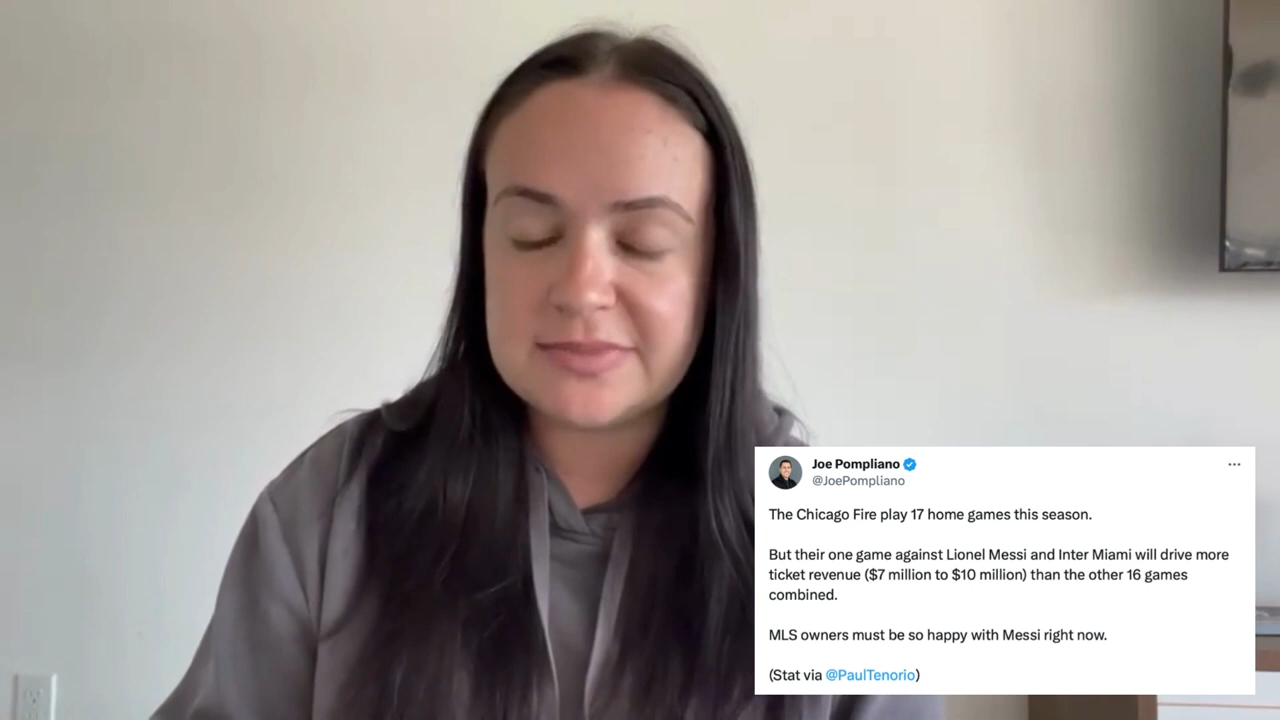 Joe Pompliano
@JoePompliano
The Chicago Fire play 17 home games this season.
But their one game against Lionel Messi and Inter Miami will drive more
ticket revenue ($7 million to $10 million) than the other 16 games
combined.
MLS owners must be so happy with Messi right now.
(Stat via @PaulTenorio)